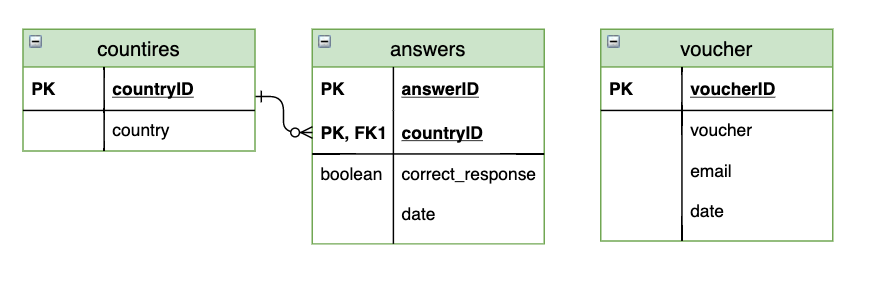 countires
PK countryID
country
answers
PK answerID
PK, FK1 countryID
boolean correct_response
date
voucher
PK voucherID
voucher
email
date